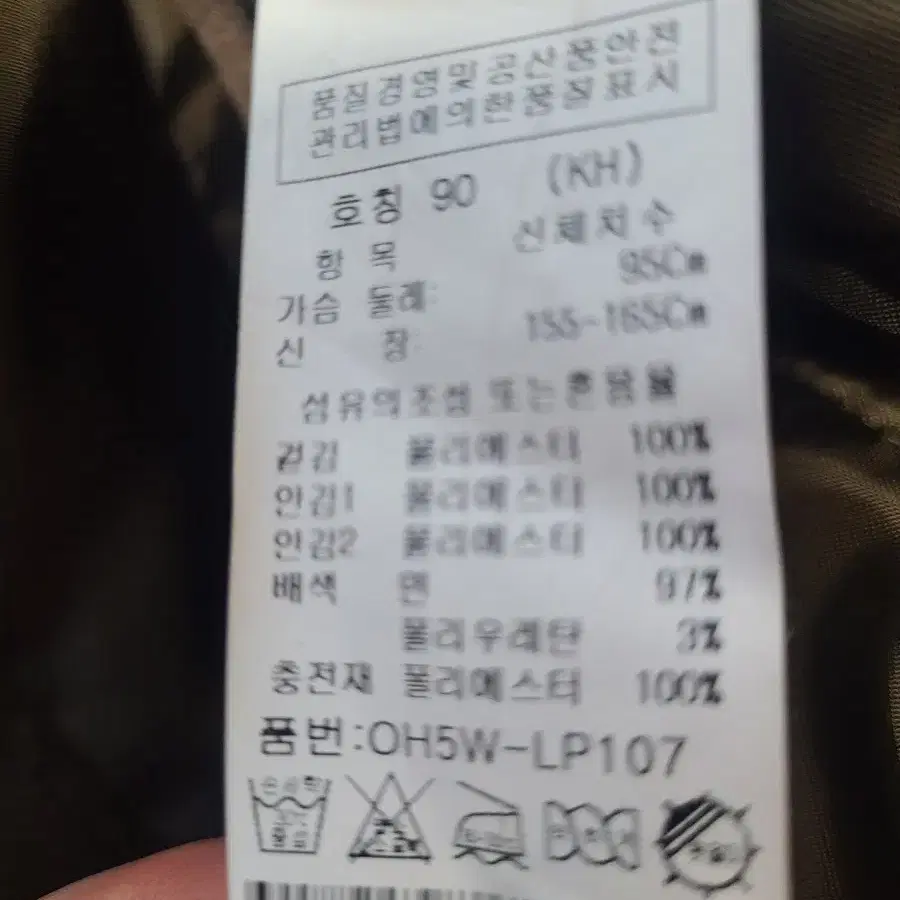 품질경영및공산품안전
관리법에의한품질표시
호칭 90 (KH)
항 목 신체치수
가슴 둘레: 95Cm
신 장: 155-165Cm
섬유의조성 또는혼용율
겉감 폴리에스터 100%
안감1 폴리에스터 100%
안감2 폴리에스터 100%
배색 면 97%
폴리우레탄 3%
충전재 폴리에스터 100%
품번:OH5W-LP107